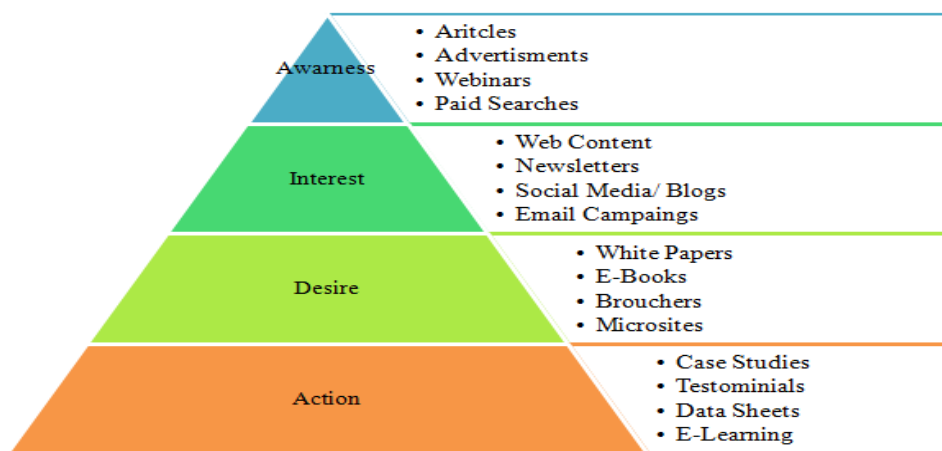 Awarness
• Aritcles
• Advertisments
• Webinars
• Paid Searches
Interest
• Web Content
• Newsletters
• Social Media/ Blogs
• Email Campaings
Desire
• White Papers
• E-Books
• Brouchers
• Microsites
Action
• Case Studies
• Testominials
• Data Sheets
• E-Learning